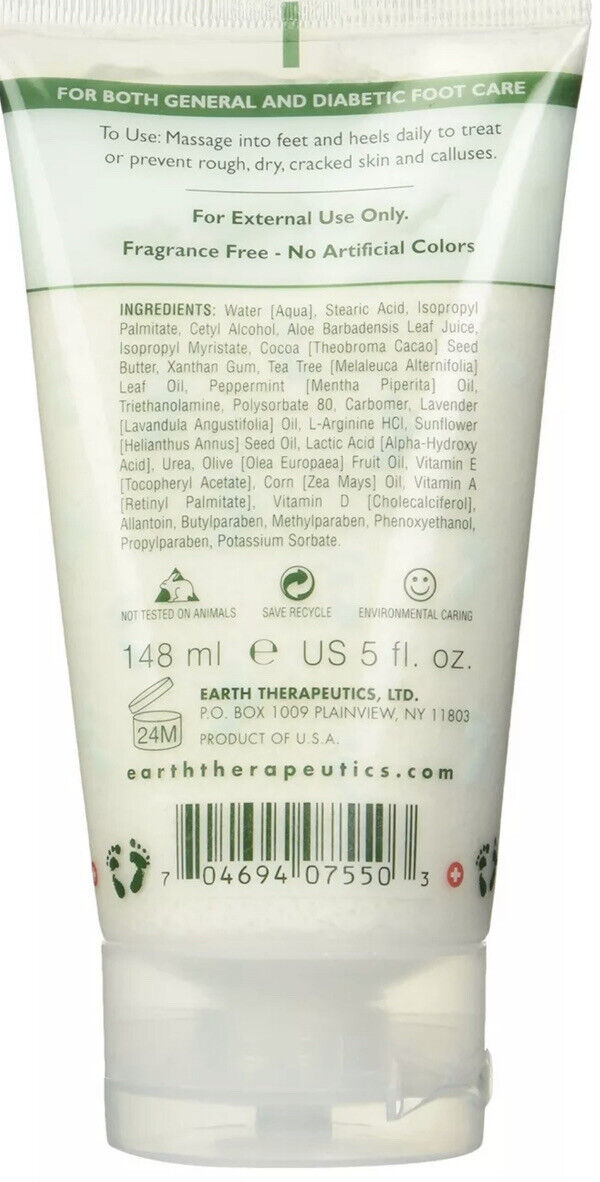 FOR BOTH GENERAL AND DIABETIC FOOT CARE
To Use: Massage into feet and heels daily to treat
or prevent rough, dry, cracked skin and calluses.
For External Use Only.
Fragrance Free - No Artificial Colors
INGREDIENTS: Water [Aqua], Stearic Acid, Isopropyl
Palmitate, Cetyl Alcohol, Aloe Barbadensis Leaf Juice,
Isopropyl Myristate, Cocoa [Theobroma Cacao] Seed
Butter, Xanthan Gum, Tea Tree [Melaleuca Alternifolia]
Leaf Oil, Peppermint [Mentha Piperita] Oil,
Triethanolamine, Polysorbate 80, Carbomer, Lavender
[Lavandula Angustifolia] Oil, L-Arginine HCl, Sunflower
[Helianthus Annus] Seed Oil, Lactic Acid [Alpha-Hydroxy
Acid], Urea, Olive [Olea Europaea] Fruit Oil, Vitamin E
[Tocopheryl Acetate], Corn [Zea Mays] Oil, Vitamin A
[Retinyl Palmitate], Vitamin D [Cholecalciferol],
Allantoin, Butylparaben, Methylparaben, Phenoxyethanol,
Propylparaben, Potassium Sorbate.
NOT TESTED ON ANIMALS SAVE RECYCLE ENVIRONMENTAL CARING
148 ml e US 5 fl. oz.
EARTH THERAPEUTICS, LTD.
P.O. BOX 1009 PLAINVIEW, NY 11803
24M PRODUCT OF U.S.A.
earththerapeutics.com
7 04694 07550 3